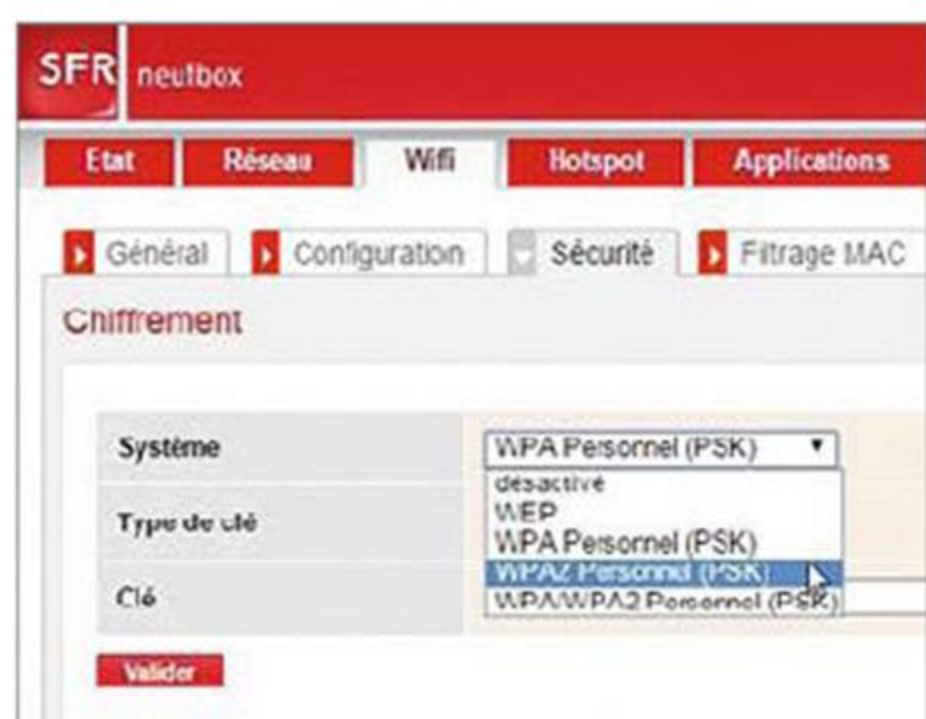 SFR neufbox
Etat Réseau Wifi Hotspot Applications
Général Configuration Sécurité Filtrage MAC
Chiffrement
Système WPA Personnel (PSK)
désactivé
WEP
Type de clé
WPA Personnel (PSK)
WPA2 Personnel (PSK)
Clé
WPA/WPA2 Personnel (PSK)
Valider